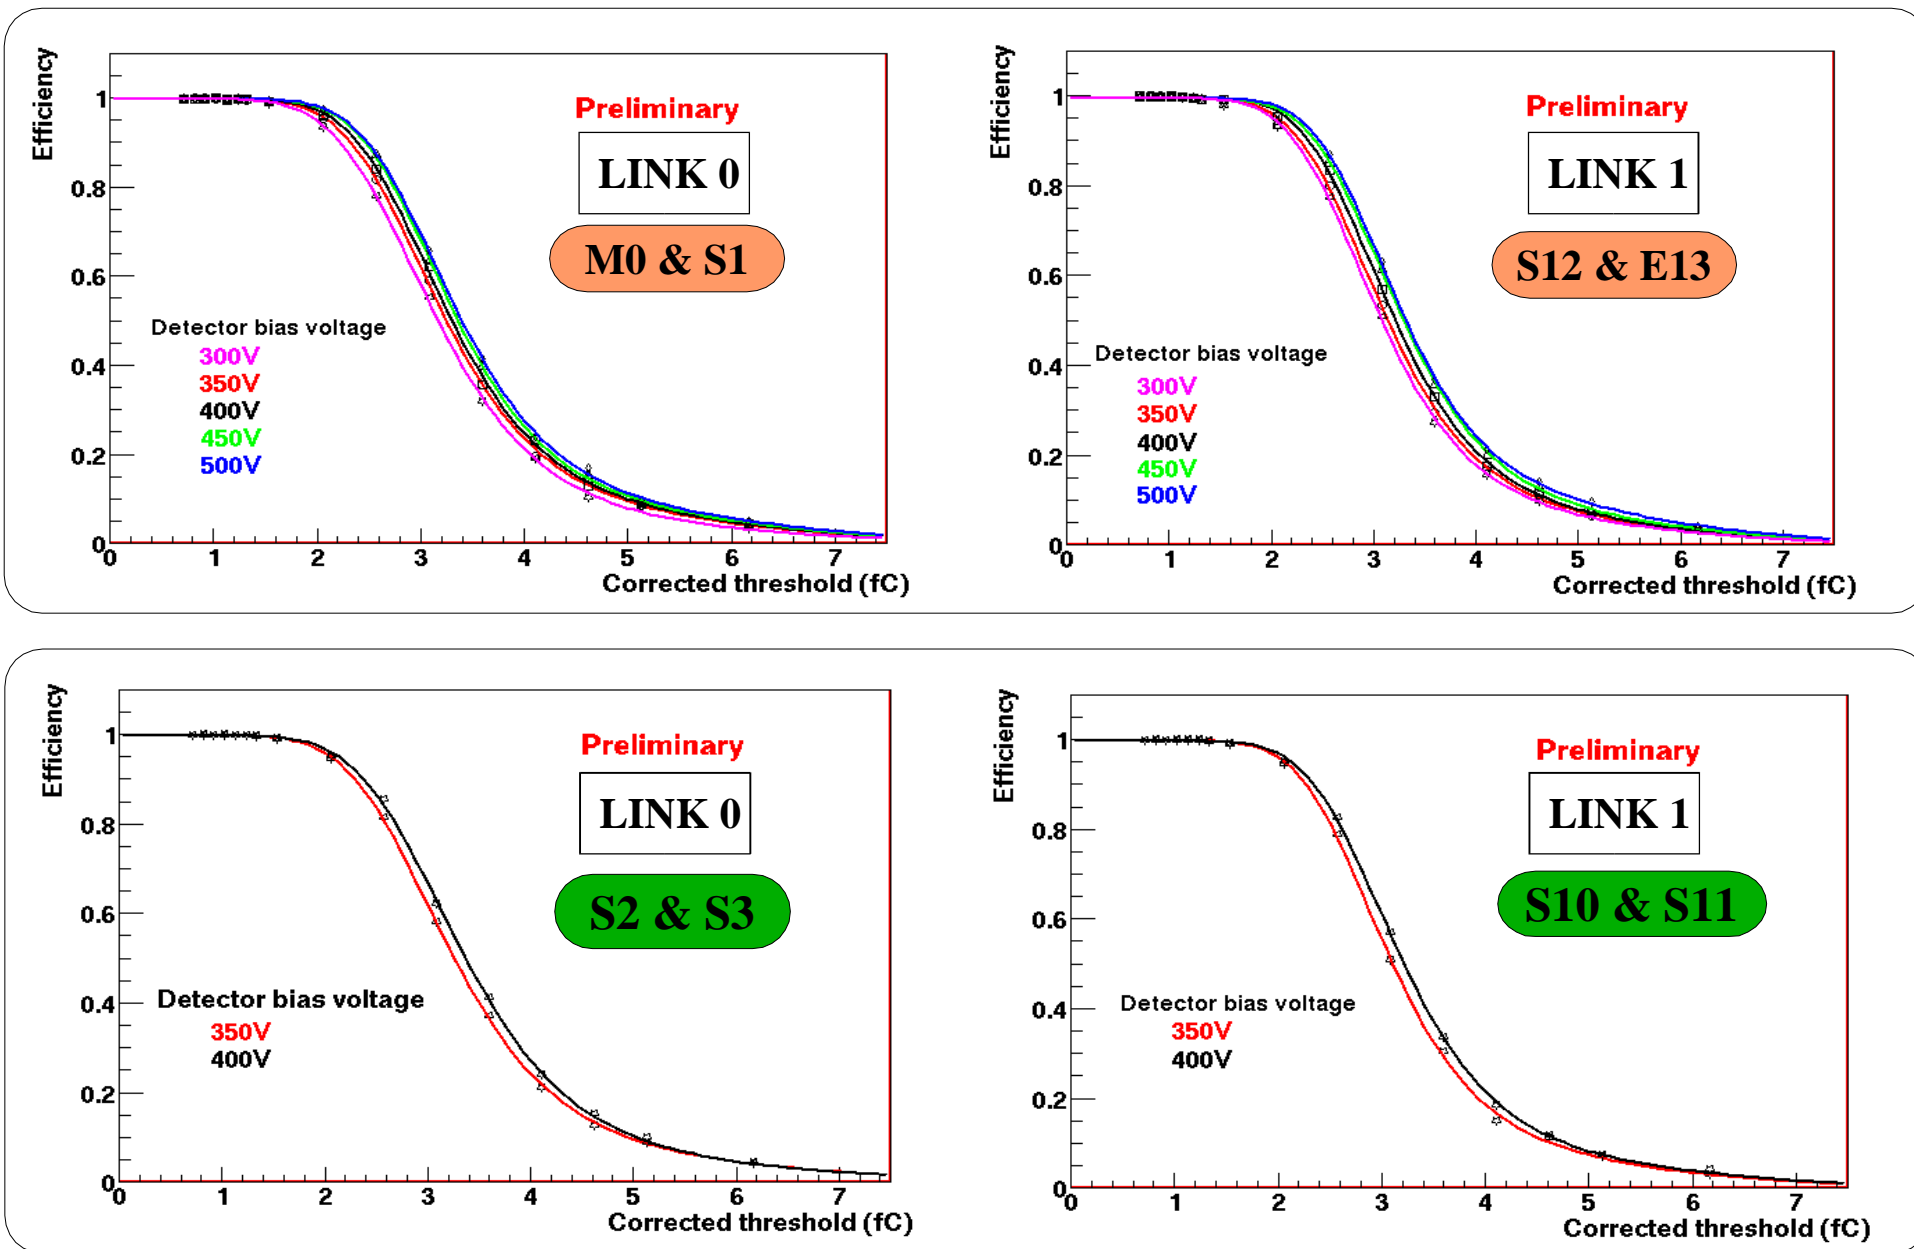 Efficiency
1
0.8
0.6
0.4
0.2
0
0 1 2 3 4 5 6 7
Corrected threshold (fC)
Preliminary
LINK 0
M0 & S1
Detector bias voltage
300V
350V
400V
450V
500V
Efficiency
1
0.8
0.6
0.4
0.2
0
0 1 2 3 4 5 6 7
Corrected threshold (fC)
Preliminary
LINK 1
S12 & E13
Detector bias voltage
300V
350V
400V
450V
500V
Efficiency
1
0.8
0.6
0.4
0.2
0
0 1 2 3 4 5 6 7
Corrected threshold (fC)
Preliminary
LINK 0
S2 & S3
Detector bias voltage
350V
400V
Efficiency
1
0.8
0.6
0.4
0.2
0
0 1 2 3 4 5 6 7
Corrected threshold (fC)
Preliminary
LINK 1
S10 & S11
Detector bias voltage
350V
400V